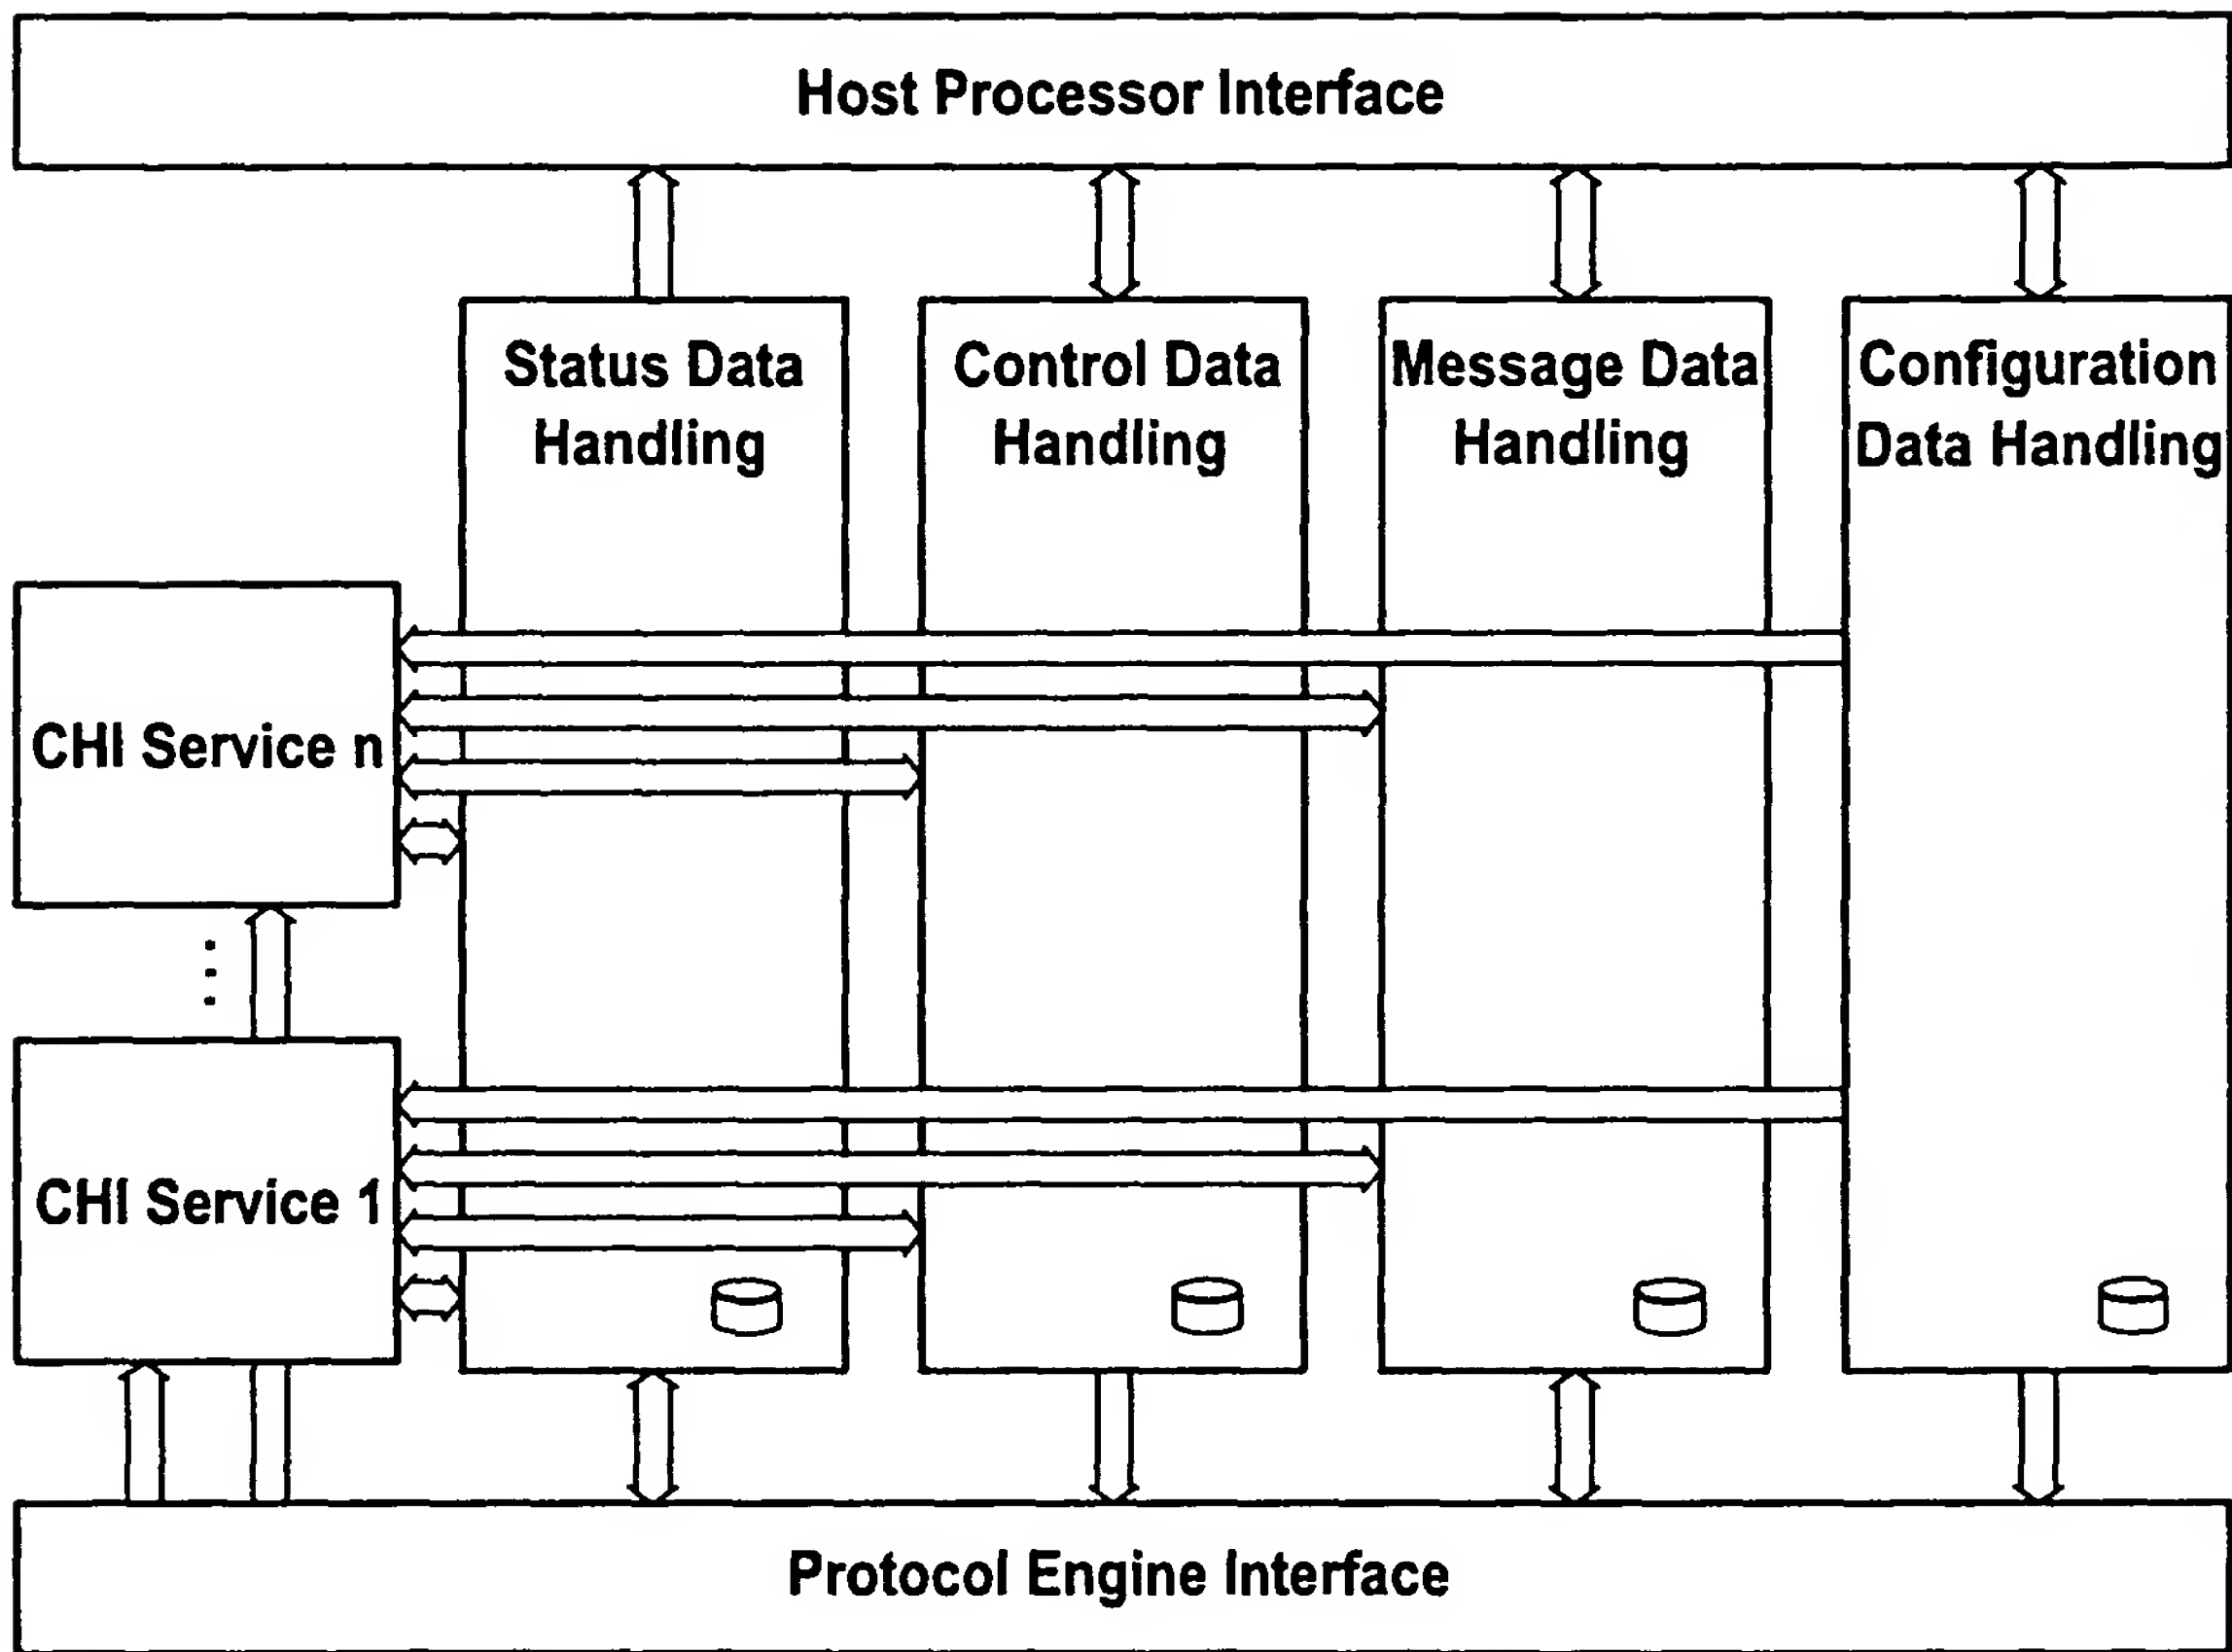 Host Processor Interface
Status Data
Handling
Control Data
Handling
Message Data
Handling
Configuration
Data Handling
CHI Service n
CHI Service 1
Protocol Engine Interface